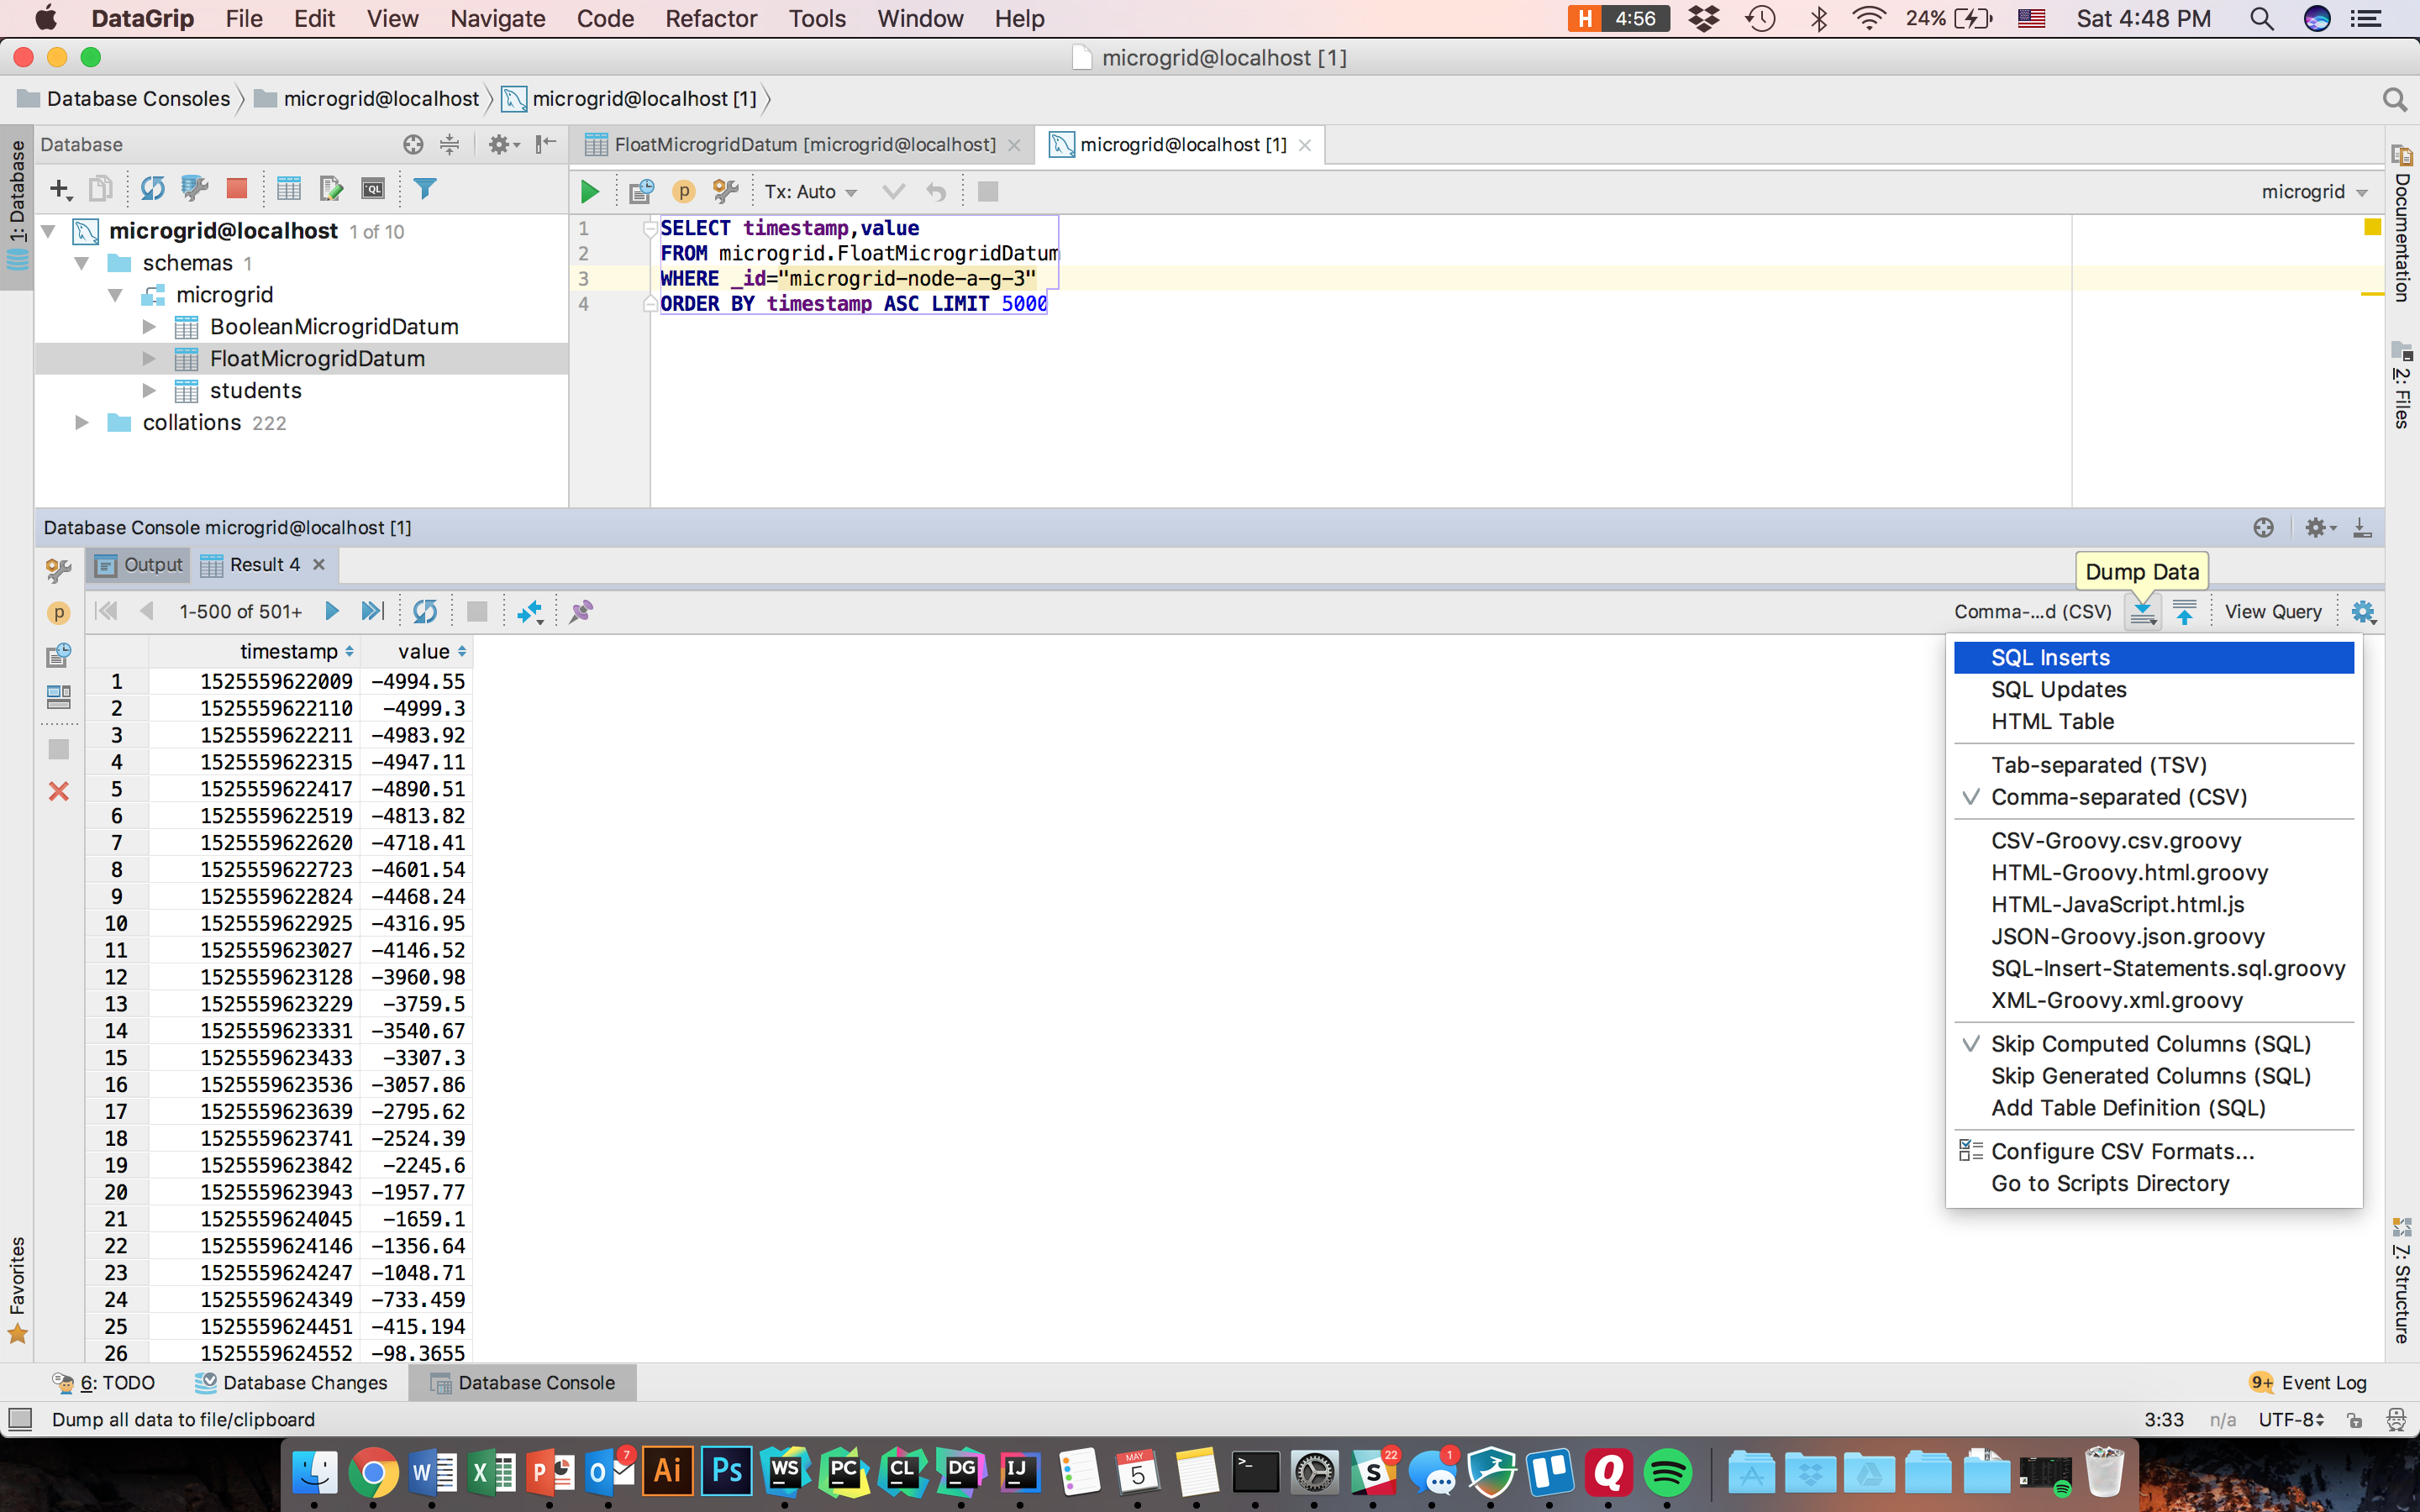 DataGrip File Edit View Navigate Code Refactor Tools Window Help H 4:56 24% Sat 4:48 PM
microgrid@localhost [1]
Database Consoles microgrid@localhost microgrid@localhost [1]
1: Database
Database
FloatMicrogridDatum [microgrid@localhost] microgrid@localhost [1]
QL
p Tx: Auto microgrid
microgrid@localhost 1 of 10
schemas 1
microgrid
BooleanMicrogridDatum
FloatMicrogridDatum
students
collations 222
1 SELECT timestamp,value
2 FROM microgrid.FloatMicrogridDatum
3 WHERE _id="microgrid-node-a-g-3"
4 ORDER BY timestamp ASC LIMIT 5000
Documentation
2: Files
Database Console microgrid@localhost [1]
Output Result 4
Dump Data
p
1-500 of 501+ Comma-...d (CSV) View Query
timestamp value
1 1525559622009 -4994.55
2 1525559622110 -4999.3
3 1525559622211 -4983.92
4 1525559622315 -4947.11
5 1525559622417 -4890.51
6 1525559622519 -4813.82
7 1525559622620 -4718.41
8 1525559622723 -4601.54
9 1525559622824 -4468.24
10 1525559622925 -4316.95
11 1525559623027 -4146.52
12 1525559623128 -3960.98
13 1525559623229 -3759.5
14 1525559623331 -3540.67
15 1525559623433 -3307.3
16 1525559623536 -3057.86
17 1525559623639 -2795.62
18 1525559623741 -2524.39
19 1525559623842 -2245.6
20 1525559623943 -1957.77
21 1525559624045 -1659.1
22 1525559624146 -1356.64
23 1525559624247 -1048.71
24 1525559624349 -733.459
25 1525559624451 -415.194
26 1525559624552 -98.3655
SQL Inserts
SQL Updates
HTML Table
Tab-separated (TSV)
Comma-separated (CSV)
CSV-Groovy.csv.groovy
HTML-Groovy.html.groovy
HTML-JavaScript.html.js
JSON-Groovy.json.groovy
SQL-Insert-Statements.sql.groovy
XML-Groovy.xml.groovy
Skip Computed Columns (SQL)
Skip Generated Columns (SQL)
Add Table Definition (SQL)
Configure CSV Formats...
Go to Scripts Directory
Favorites
7: Structure
6: TODO Database Changes Database Console 9+ Event Log
Dump all data to file/clipboard 3:33 n/a UTF-8
W X P O 7 Ai Ps WS PC CL DG IJ MAY 5 >_ S 22 1 Q